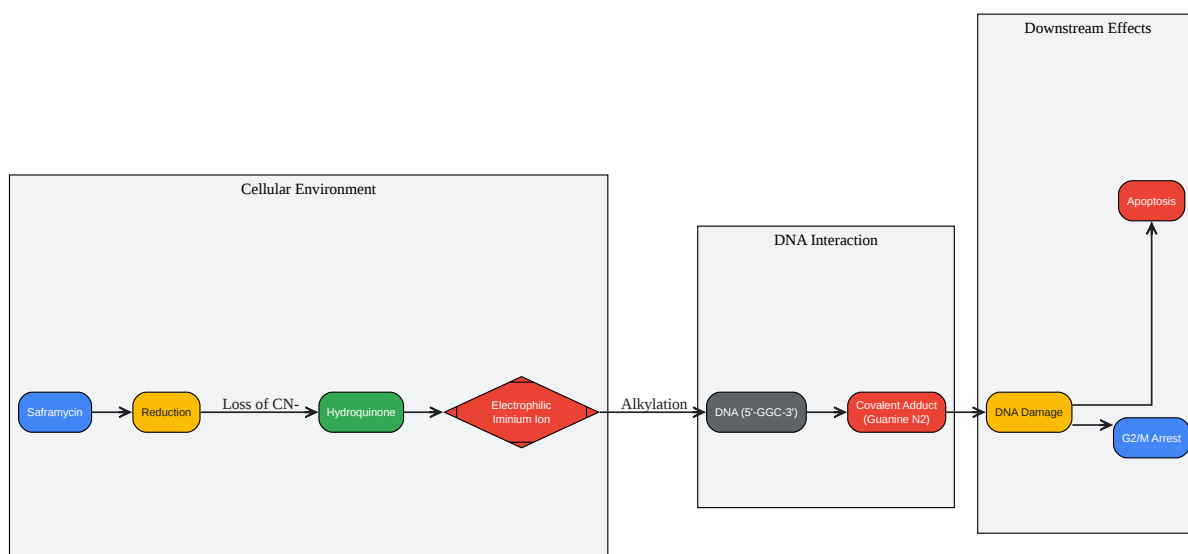 Cellular Environment
Saframycin
Reduction
Loss of CN-
Hydroquinone
Electrophilic
Iminium Ion
Alkylation
DNA Interaction
DNA (5'-GGC-3')
Covalent Adduct
(Guanine N2)
Downstream Effects
DNA Damage
Apoptosis
G2/M Arrest